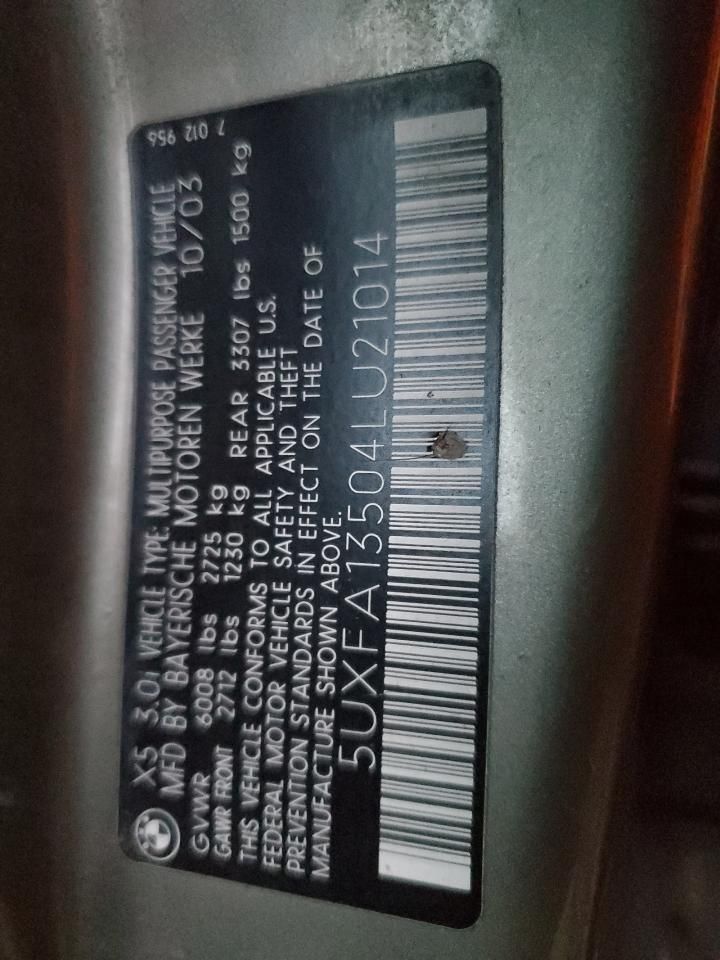 7 012 956
X5 3.0i VEHICLE TYPE: MULTIPURPOSE PASSENGER VEHICLE
MFD BY BAYERISCHE MOTOREN WERKE 10/03
GVWR 6008 lbs 2725 kg
GAWR FRONT 2712 lbs 1230 kg REAR 3307 lbs 1500 kg
THIS VEHICLE CONFORMS TO ALL APPLICABLE U.S.
FEDERAL MOTOR VEHICLE SAFETY AND THEFT
PREVENTION STANDARDS IN EFFECT ON THE DATE OF
MANUFACTURE SHOWN ABOVE.
5UXFA13504LU21014